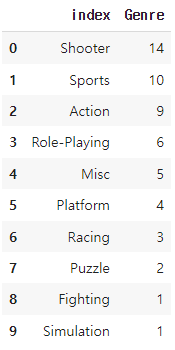 index Genre
0 Shooter 14
1 Sports 10
2 Action 9
3 Role-Playing 6
4 Misc 5
5 Platform 4
6 Racing 3
7 Puzzle 2
8 Fighting 1
9 Simulation 1